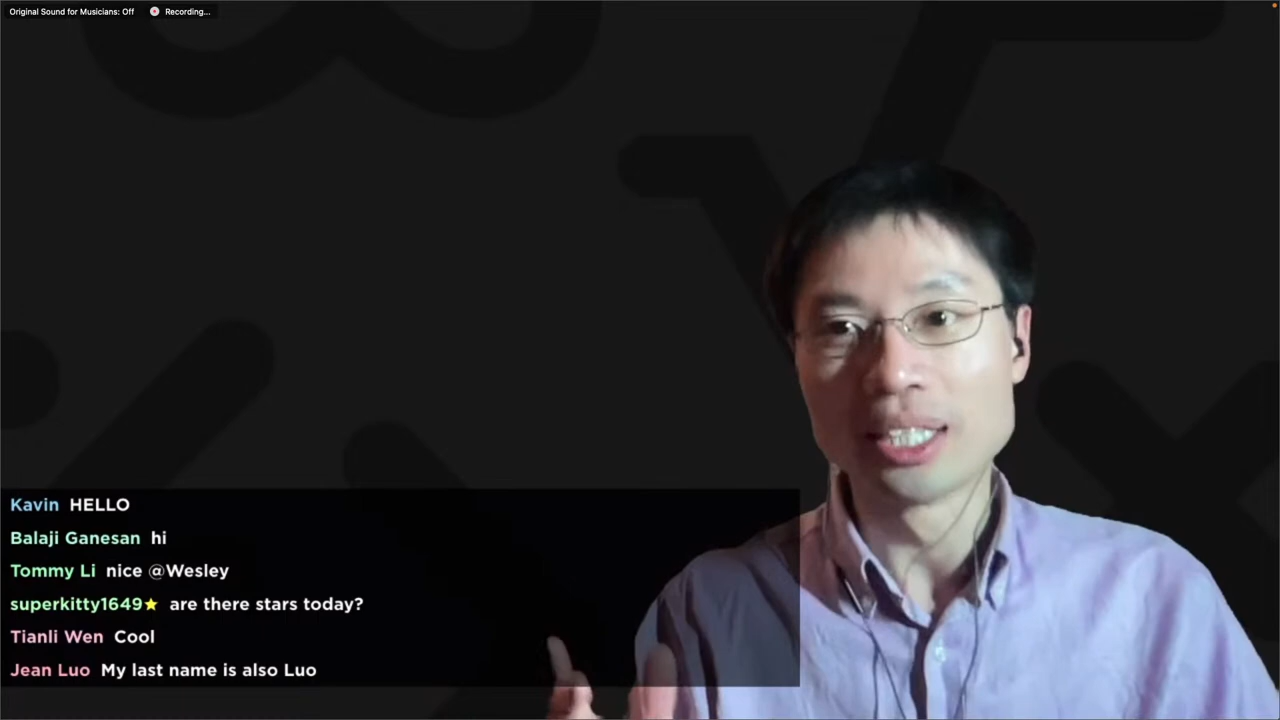 Original Sound for Musicians: Off Recording...
Kavin HELLO
Balaji Ganesan hi
Tommy Li nice @Wesley
superkitty1649⭐ are there stars today?
Tianli Wen Cool
Jean Luo My last name is also Luo